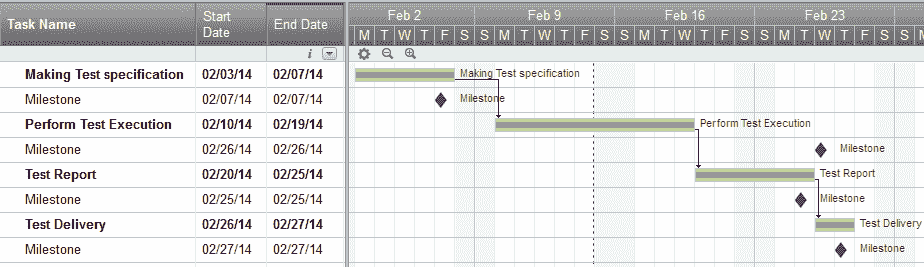 Task Name Start Date End Date Feb 2 Feb 9 Feb 16 Feb 23
M T W T F S S M T W T F S S M T W T F S S M T W T F S S M
i
Making Test specification 02/03/14 02/07/14 Making Test specification
Milestone 02/07/14 02/07/14 Milestone
Perform Test Execution 02/10/14 02/19/14 Perform Test Execution
Milestone 02/26/14 02/26/14 Milestone
Test Report 02/20/14 02/25/14 Test Report
Milestone 02/25/14 02/25/14 Milestone
Test Delivery 02/26/14 02/27/14 Test Delivery
Milestone 02/27/14 02/27/14 Milestone